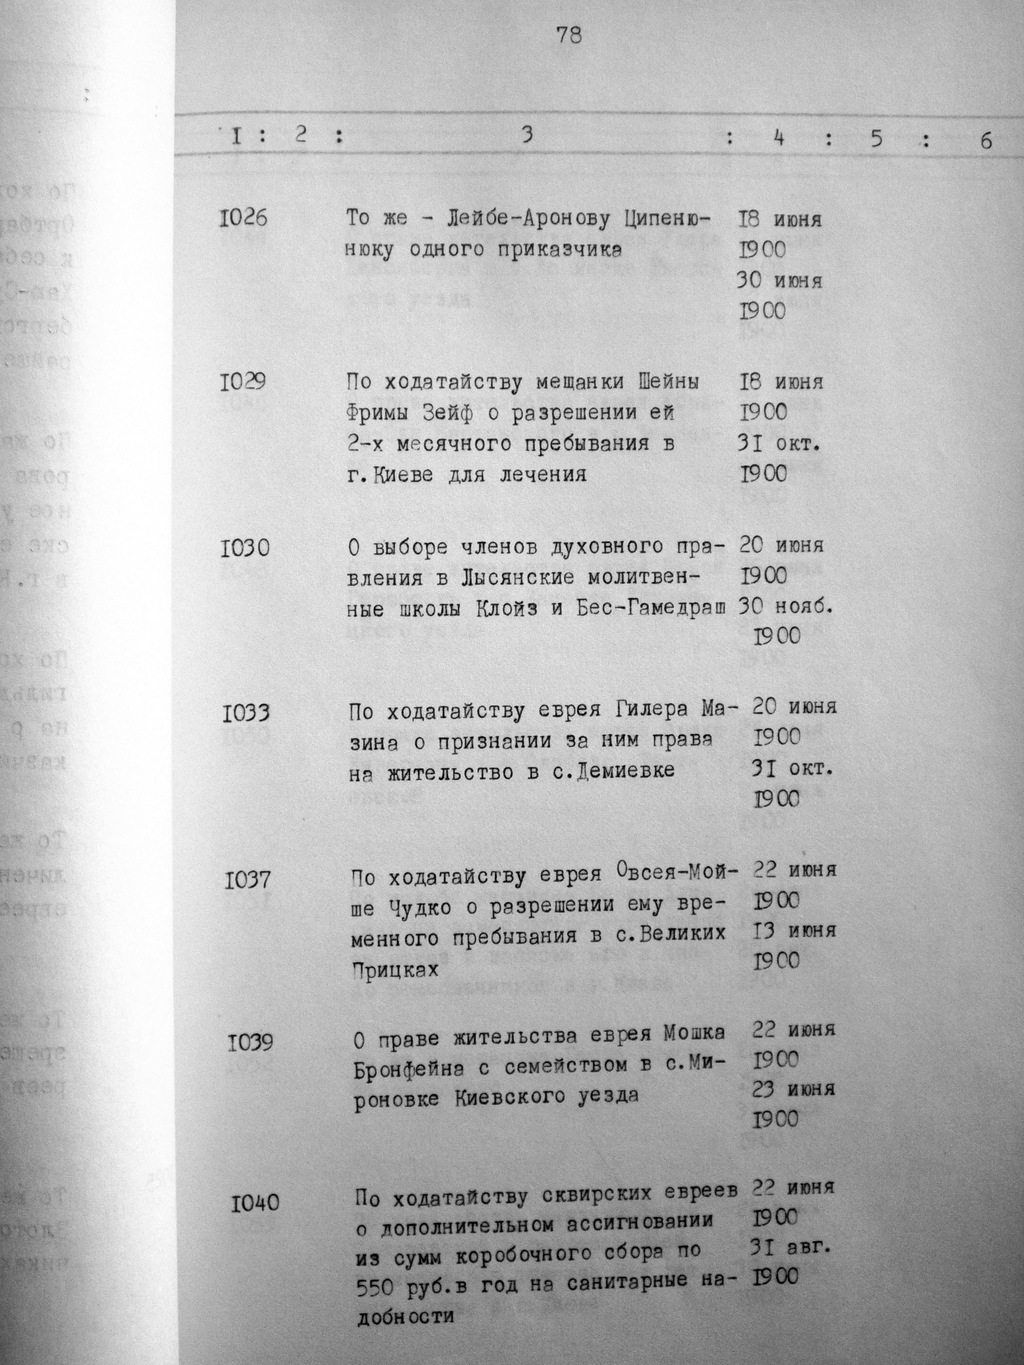 78
I : 2 : 3 : 4 : 5 : 6
I026 То же - Лейбе-Аронову Ципеню- I8 июня
нюку одного приказчика I900
30 июня
I900
I029 По ходатайству мещанки Шейны I8 июня
Фримы Зейф о разрешении ей I900
2-х месячного пребывания в 3I окт.
г.Киеве для лечения I900
I030 О выборе членов духовного пра- 20 июня
вления в Лысянские молитвен- I900
ные школы Клойз и Бес-Гамедраш 30 нояб.
I900
I033 По ходатайству еврея Гилера Ма- 20 июня
зина о признании за ним права I900
на жительство в с.Демиевке 3I окт.
I900
I037 По ходатайству еврея Овсея-Мой- 22 июня
ше Чудко о разрешении ему вре- I900
менного пребывания в с.Великих I3 июня
Прицках I900
I039 О праве жительства еврея Мошка 22 июня
Бронфейна с семейством в с.Ми- I900
роновке Киевского уезда 23 июня
I900
I040 По ходатайству сквирских евреев 22 июня
о дополнительном ассигновании I900
из сумм коробочного сбора по 3I авг.
550 руб.в год на санитарные на- I900
добности